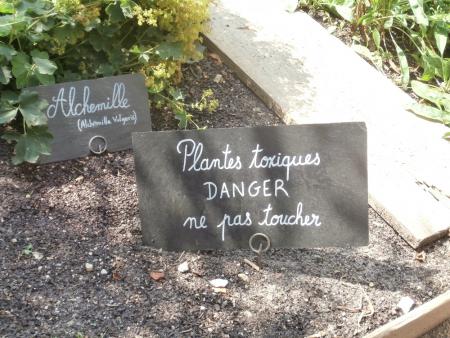 Alchemille
(Alchemilla Vulgaris)
Plantes toxiques
DANGER
ne pas toucher